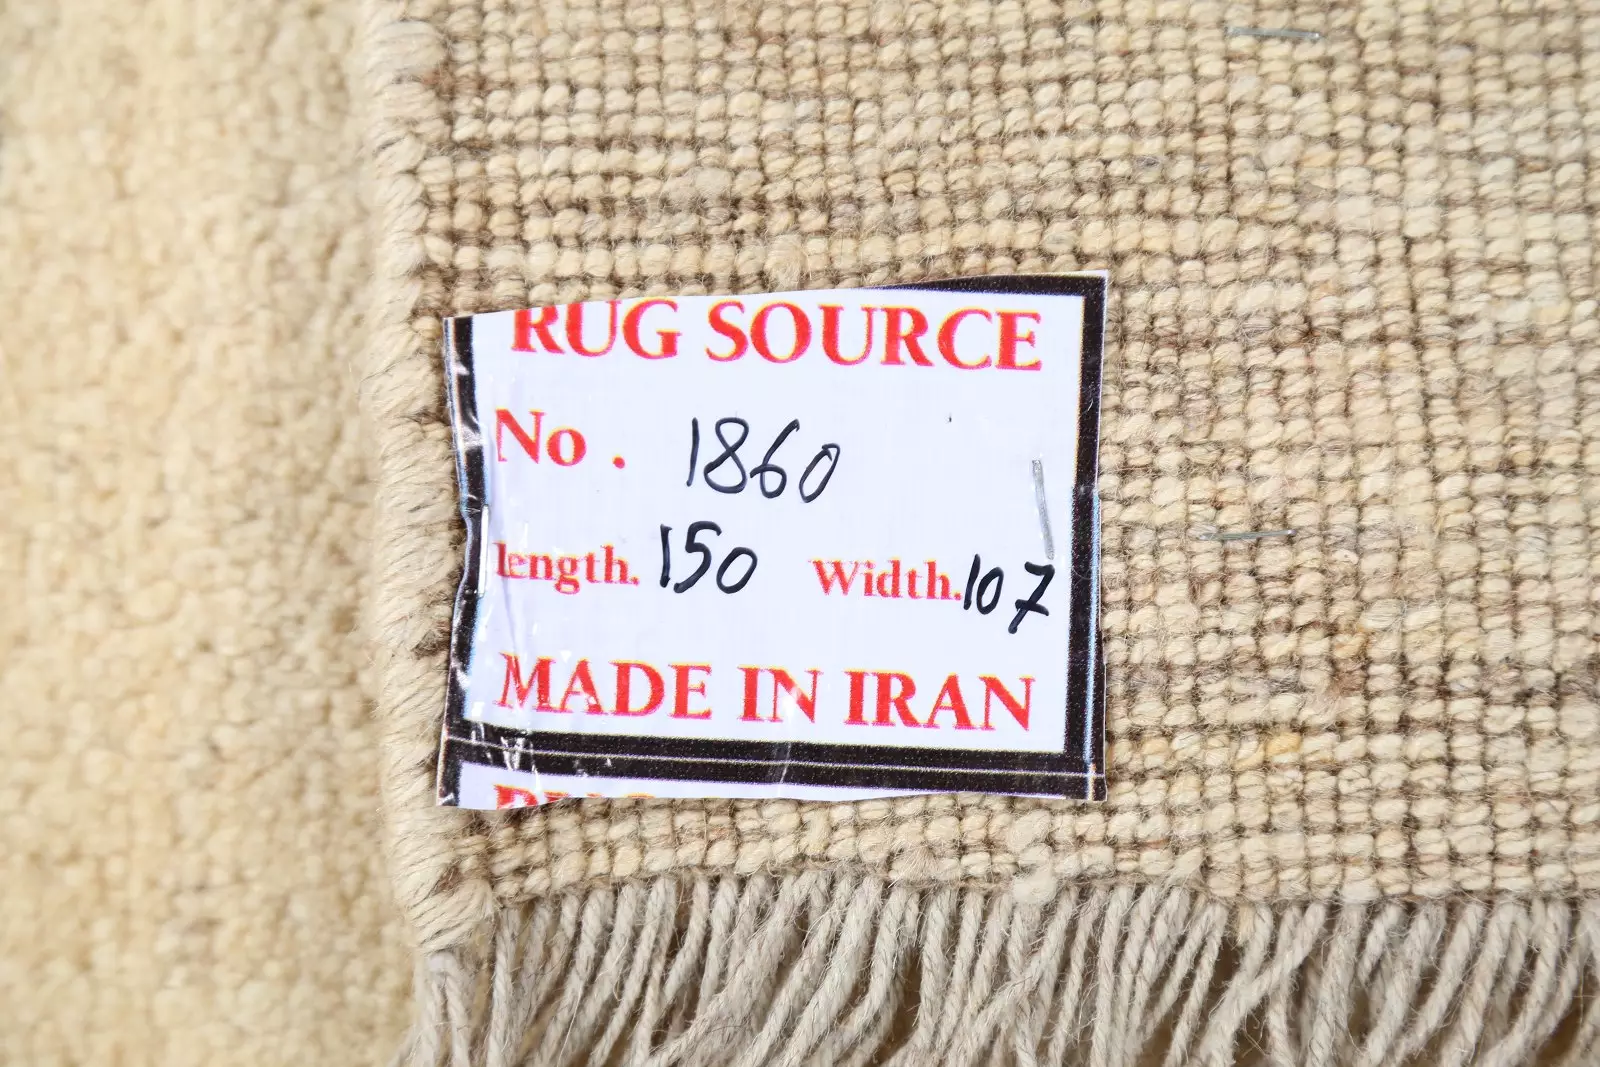 RUG SOURCE
No. 1860
length. 150 Width. 107
MADE IN IRAN